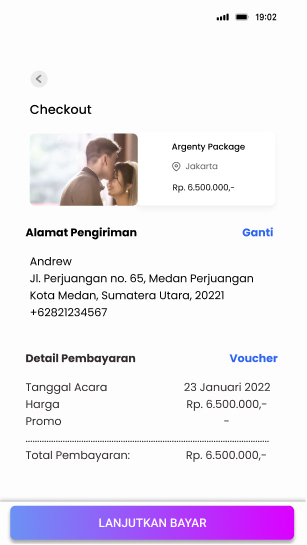 19:02
Checkout
Argenty Package
Jakarta
Rp. 6.500.000,-
Alamat Pengiriman Ganti
Andrew
Jl. Perjuangan no. 65, Medan Perjuangan
Kota Medan, Sumatera Utara, 20221
+62821234567
Detail Pembayaran Voucher
Tanggal Acara 23 Januari 2022
Harga Rp. 6.500.000,-
Promo -
Total Pembayaran: Rp. 6.500.000,-
LANJUTKAN BAYAR